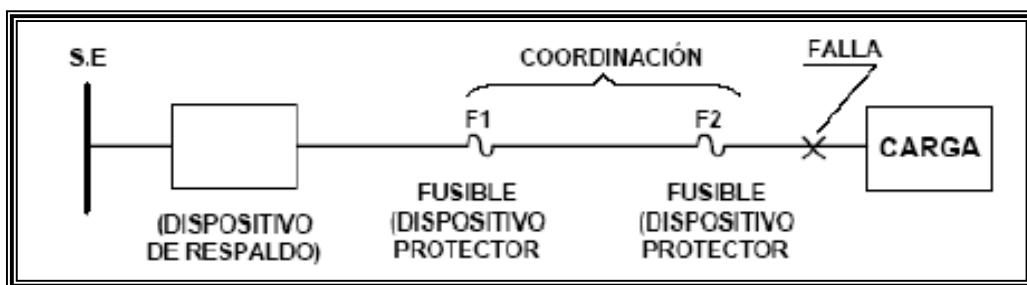 S.E
COORDINACIÓN
FALLA
F1
F2
CARGA
(DISPOSITIVO
DE RESPALDO)
FUSIBLE
(DISPOSITIVO
PROTECTOR
FUSIBLE
(DISPOSITIVO
PROTECTOR